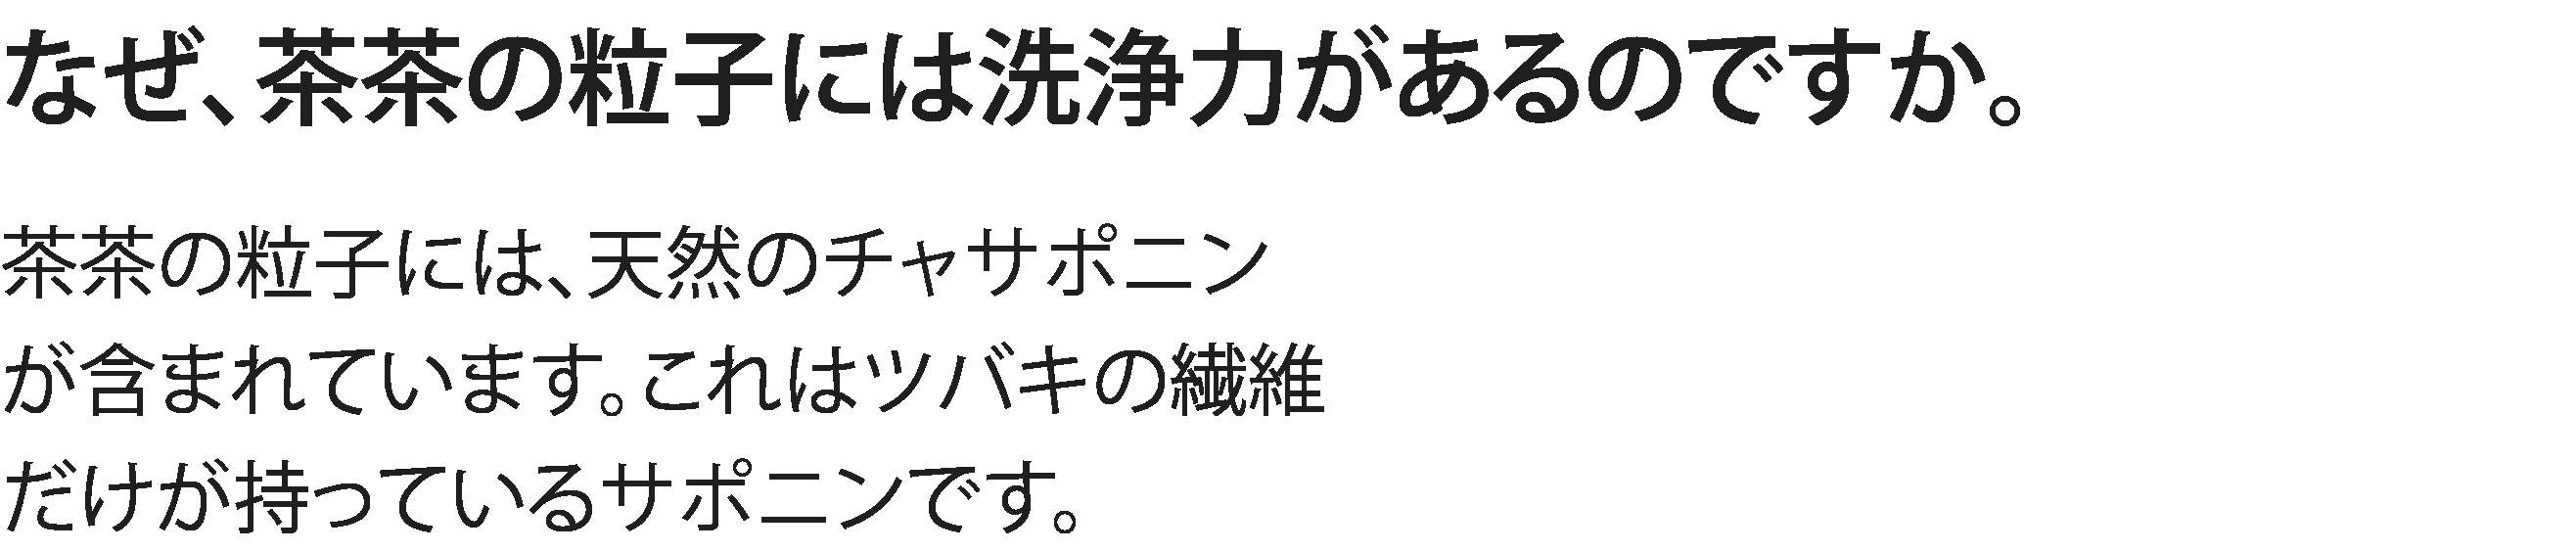 なぜ、茶茶の粒子には洗浄力があるのですか。
茶茶の粒子には、天然のチャサポニン
が含まれています。これはツバキの繊維
だけが持っているサポニンです。